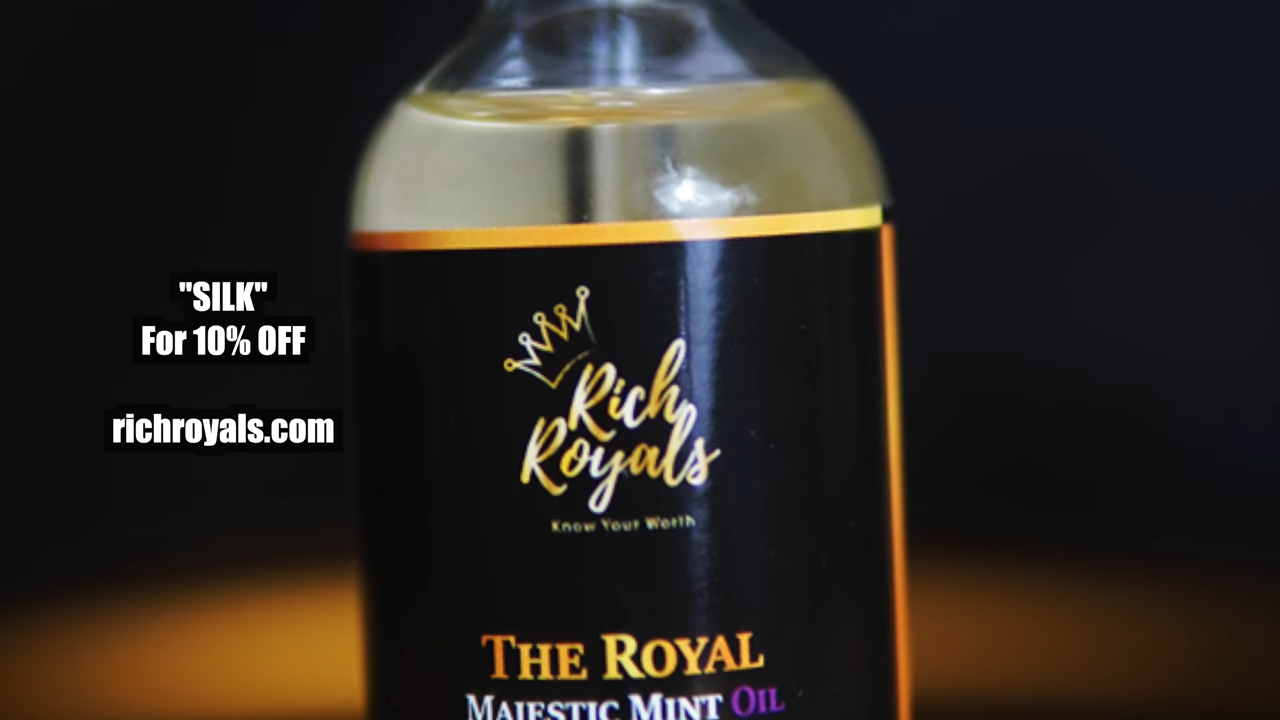 "SILK"
For 10% OFF
richroyals.com
Rich
Royals
Know Your Worth
THE ROYAL
MAJESTIC MINT OIL